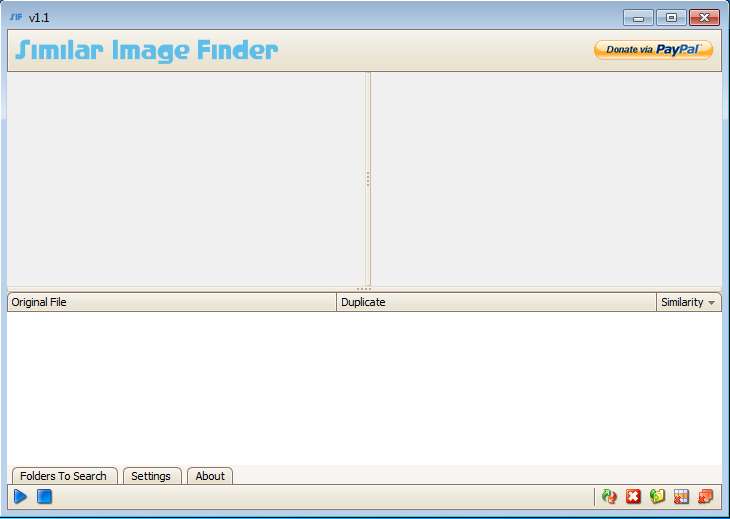 SIF v1.1
Similar Image Finder
Donate via PayPal
Original File Duplicate Similarity
Folders To Search Settings About